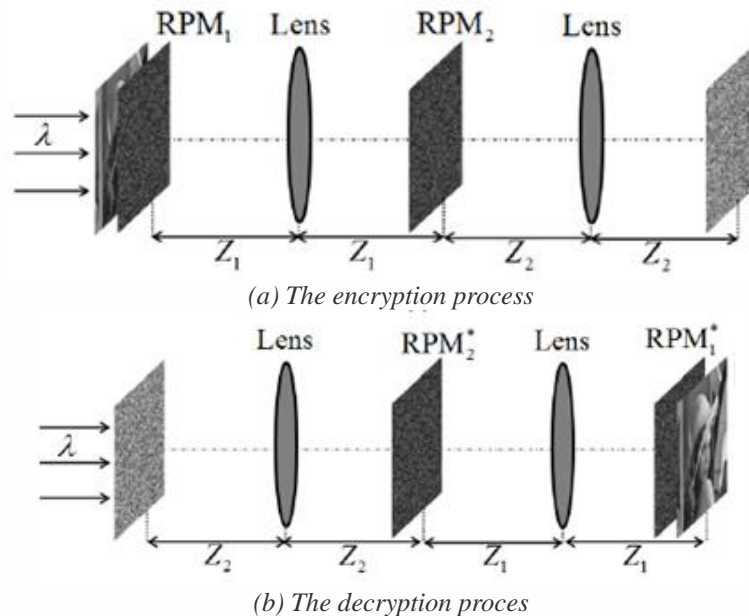 RPM₁ Lens RPM₂ Lens
λ
Z₁ Z₁ Z₂ Z₂
(a) The encryption process
Lens RPM₂* Lens RPM₁*
λ
Z₂ Z₂ Z₁ Z₁
(b) The decryption proces